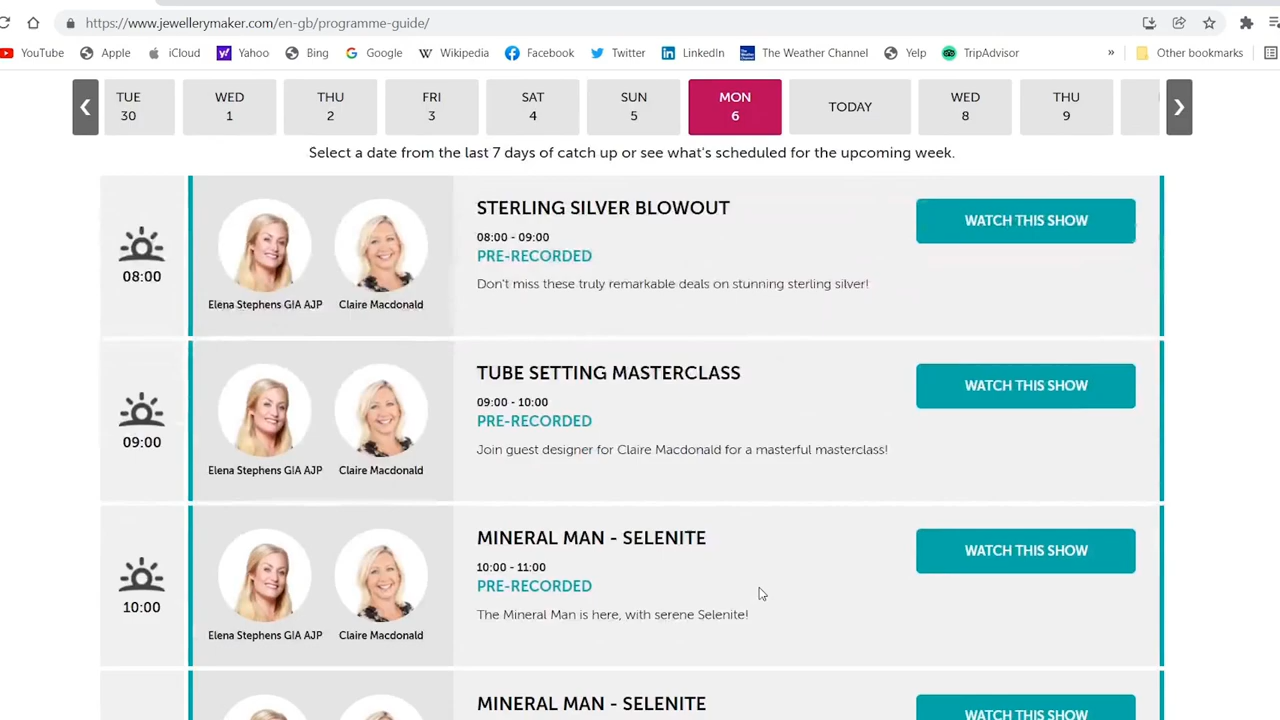 https://www.jewellerymaker.com/en-gb/programme-guide/
YouTube Apple iCloud Yahoo Bing Google Wikipedia Facebook Twitter LinkedIn The Weather Channel Yelp TripAdvisor » Other bookmarks
TUE 30
WED 1
THU 2
FRI 3
SAT 4
SUN 5
MON 6
TODAY
WED 8
THU 9
Select a date from the last 7 days of catch up or see what's scheduled for the upcoming week.
08:00
Elena Stephens GIA AJP Claire Macdonald
STERLING SILVER BLOWOUT
08:00 - 09:00
PRE-RECORDED
Don't miss these truly remarkable deals on stunning sterling silver!
WATCH THIS SHOW
09:00
Elena Stephens GIA AJP Claire Macdonald
TUBE SETTING MASTERCLASS
09:00 - 10:00
PRE-RECORDED
Join guest designer for Claire Macdonald for a masterful masterclass!
WATCH THIS SHOW
10:00
Elena Stephens GIA AJP Claire Macdonald
MINERAL MAN - SELENITE
10:00 - 11:00
PRE-RECORDED
The Mineral Man is here, with serene Selenite!
WATCH THIS SHOW
MINERAL MAN - SELENITE
WATCH THIS SHOW